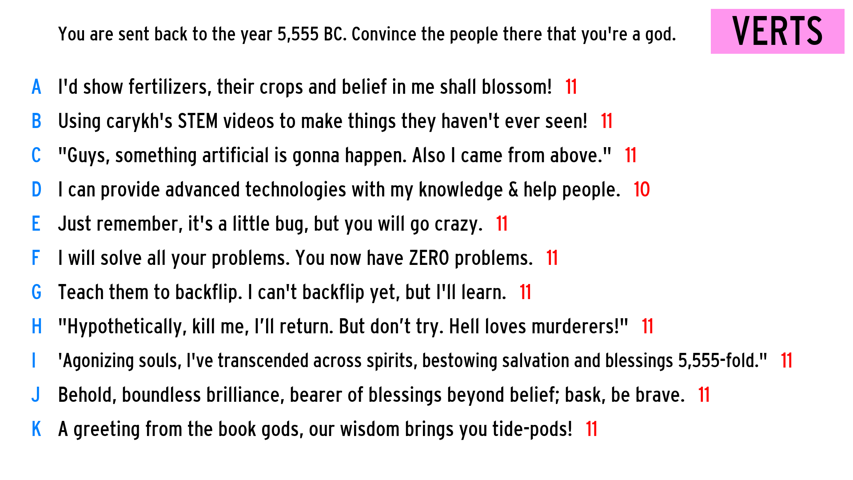 You are sent back to the year 5,555 BC. Convince the people there that you're a god.
VERTS
A I'd show fertilizers, their crops and belief in me shall blossom! 11
B Using carykh's STEM videos to make things they haven't ever seen! 11
C "Guys, something artificial is gonna happen. Also I came from above." 11
D I can provide advanced technologies with my knowledge & help people. 10
E Just remember, it's a little bug, but you will go crazy. 11
F I will solve all your problems. You now have ZERO problems. 11
G Teach them to backflip. I can't backflip yet, but I'll learn. 11
H "Hypothetically, kill me, I’ll return. But don’t try. Hell loves murderers!" 11
I 'Agonizing souls, I've transcended across spirits, bestowing salvation and blessings 5,555-fold." 11
J Behold, boundless brilliance, bearer of blessings beyond belief; bask, be brave. 11
K A greeting from the book gods, our wisdom brings you tide-pods! 11